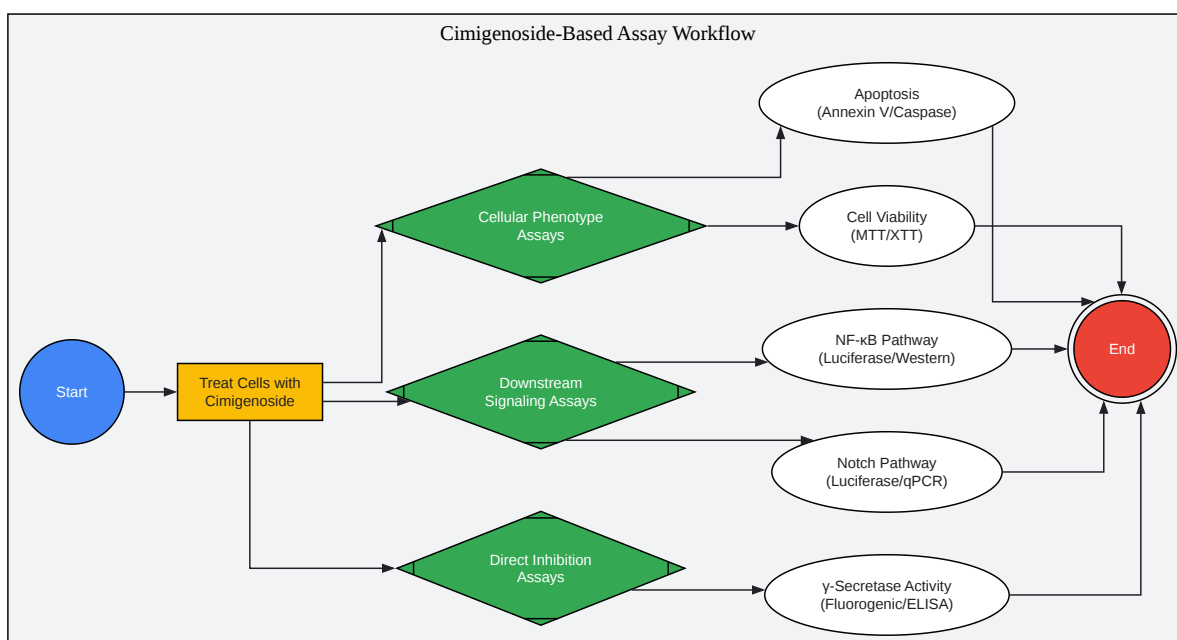 Cimigenoside-Based Assay Workflow
Apoptosis
(Annexin V/Caspase)
Cellular Phenotype
Assays
Cell Viability
(MTT/XTT)
Start
Treat Cells with
Cimigenoside
Downstream
Signaling Assays
NF-κB Pathway
(Luciferase/Western)
End
Notch Pathway
(Luciferase/qPCR)
Direct Inhibition
Assays
γ-Secretase Activity
(Fluorogenic/ELISA)